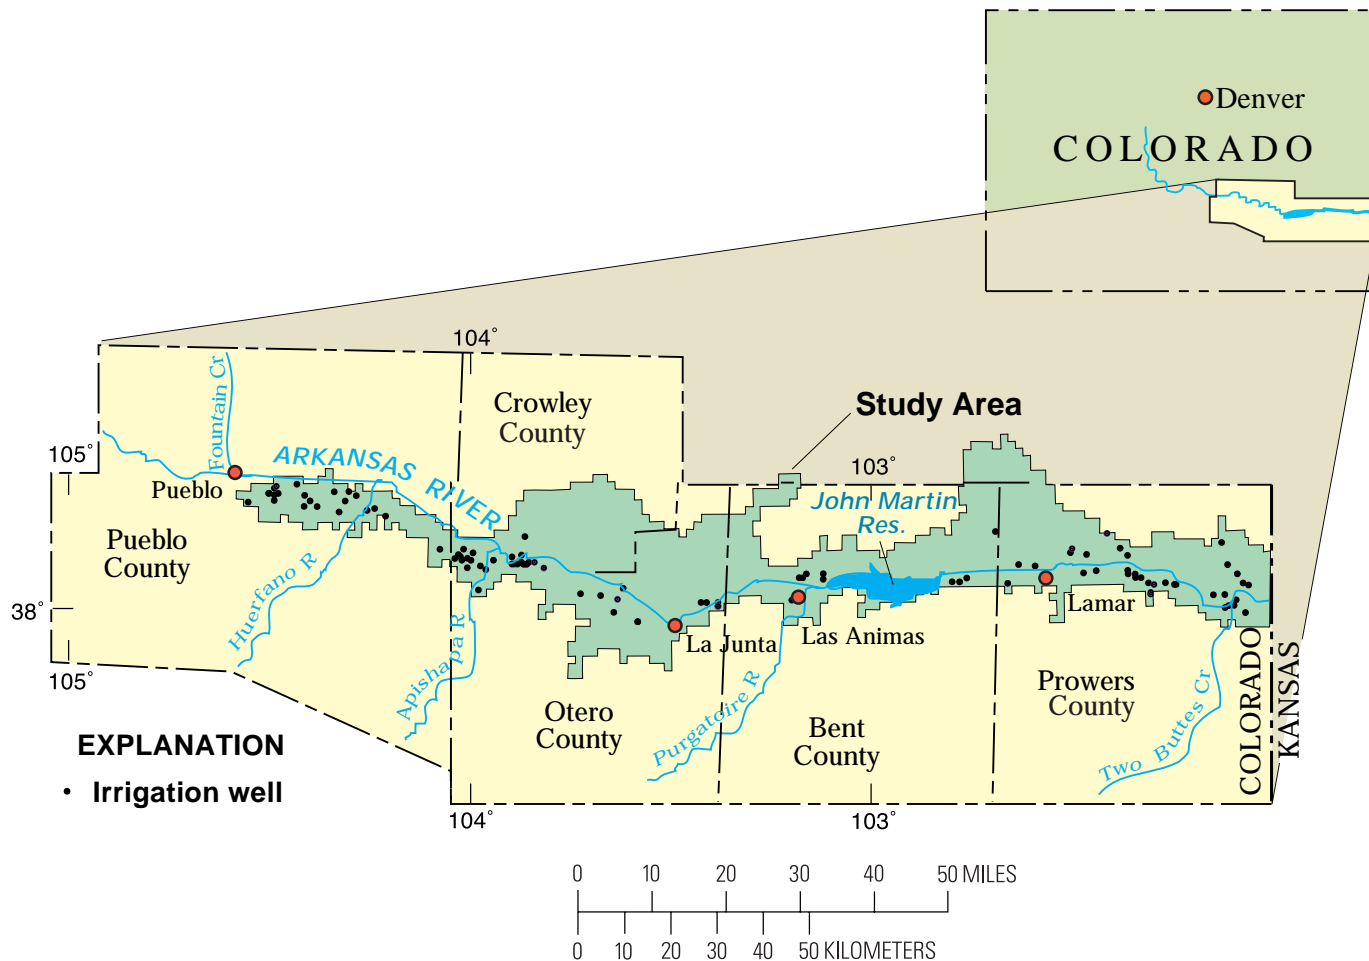 Denver
COLORADO
104°
Fountain Cr
Crowley
County
Study Area
105°
ARKANSAS RIVER
103°
Pueblo
John Martin
Res.
Pueblo
County
Huerfano R
38°
Apishapa R
La Junta
Las Animas
Lamar
105°
Otero
County
Purgatoire R
Bent
County
Prowers
County
Two Buttes Cr
COLORADO
KANSAS
EXPLANATION
Irrigation well
104°
103°
0 10 20 30 40 50 MILES
0 10 20 30 40 50 KILOMETERS